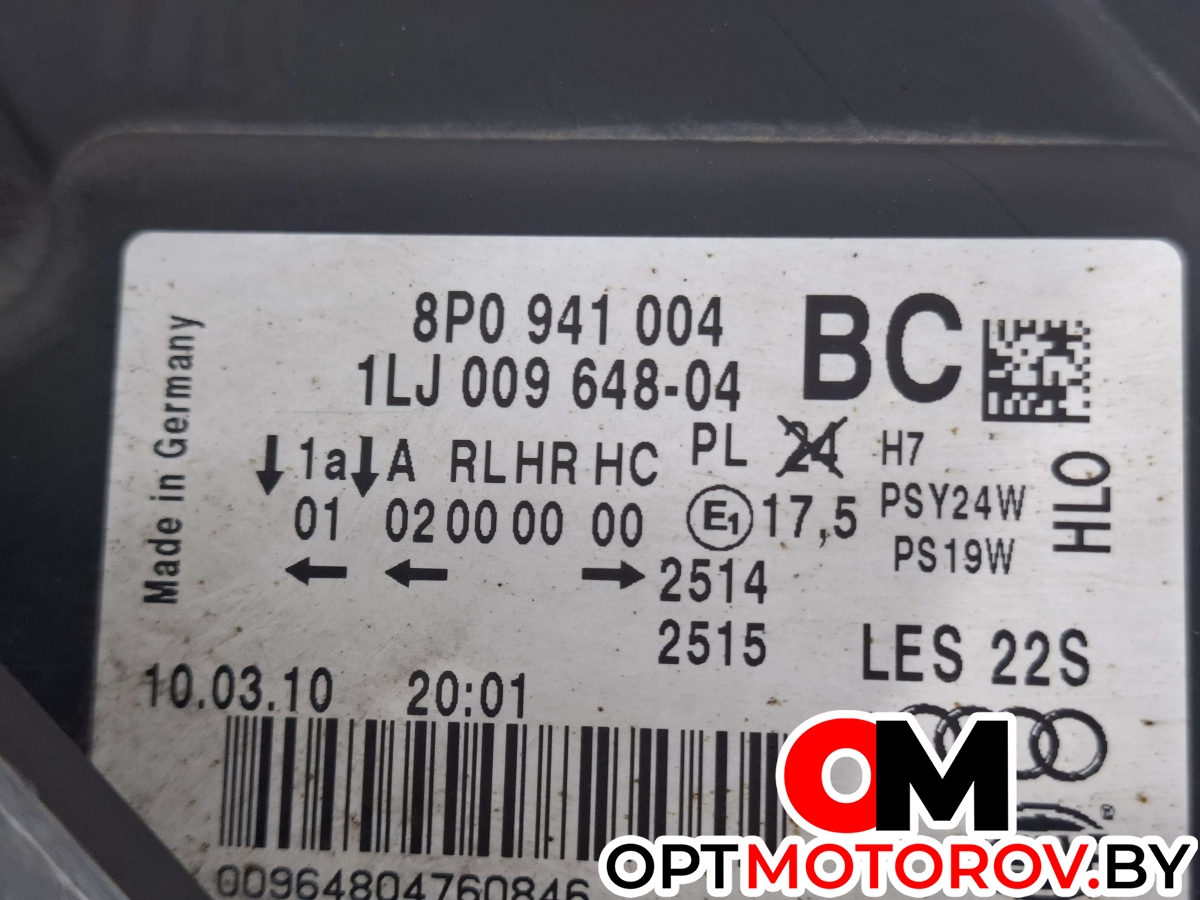 8P0 941 004 BC
1LJ 009 648-04
Made in Germany
1a A RL HR HC PL 24 H7
01 02 00 00 00 E1 17,5 PSY24W
PS19W
HLO
2514
2515
LES 22S
10.03.10 20:01
00964804760846
OM
OPTMOTOROV.BY